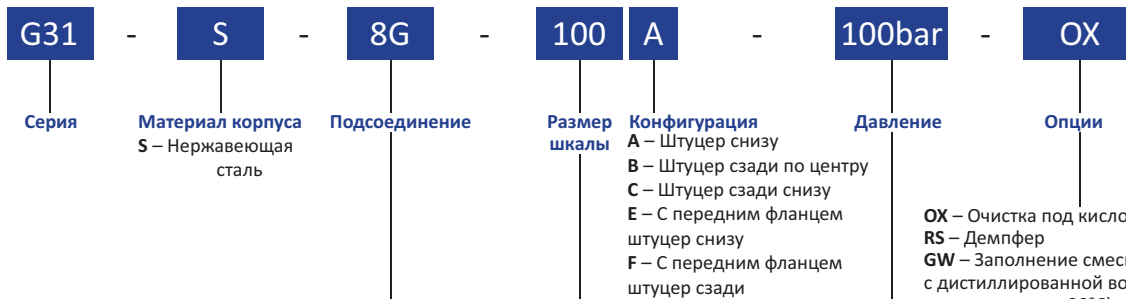 G31 - S - 8G - 100 A - 100bar - OX
Серия
Материал корпуса
S – Нержавеющая
сталь
Подсоединение
Размер
шкалы
Конфигурация
A – Штуцер снизу
B – Штуцер сзади по центру
C – Штуцер сзади снизу
E – С передним фланцем
штуцер снизу
F – С передним фланцем
штуцер сзади
Давление
Опции
OX – Очистка под
RS – Демпфер
GW – Заполнение
с дистиллированной